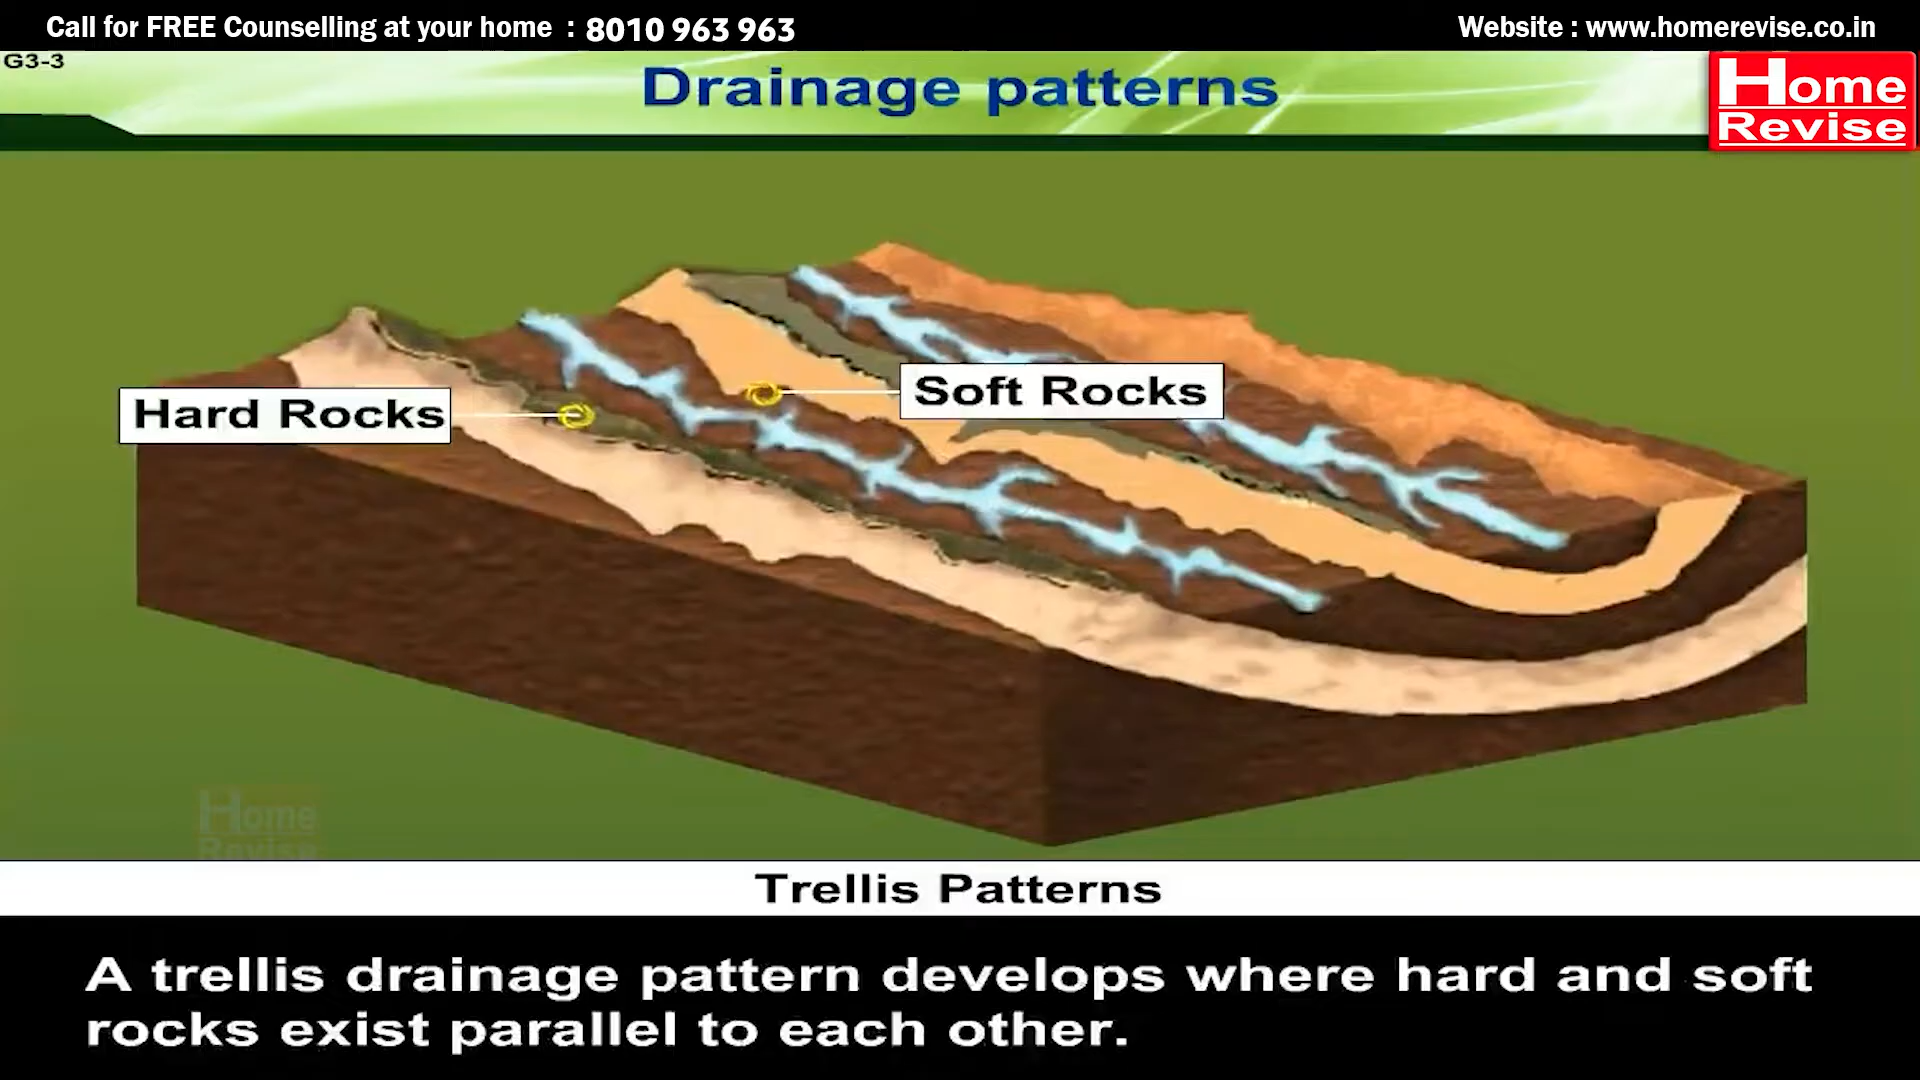 Call for FREE Counselling at your home : 8010 963 963
Website : www.homerevise.co.in
G3-3
Drainage patterns
Home
Revise
Soft Rocks
Hard Rocks
Home
Revise
Trellis Patterns
A trellis drainage pattern develops where hard and soft
rocks exist parallel to each other.